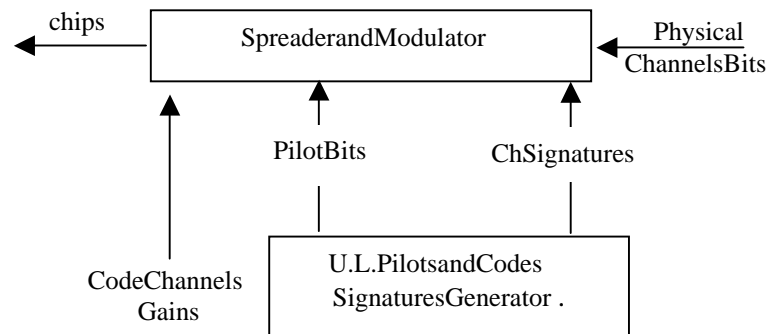 chips
SpreaderandModulator
Physical
ChannelsBits
PilotBits
ChSignatures
CodeChannels
Gains
U.L.PilotsandCodes
SignaturesGenerator .